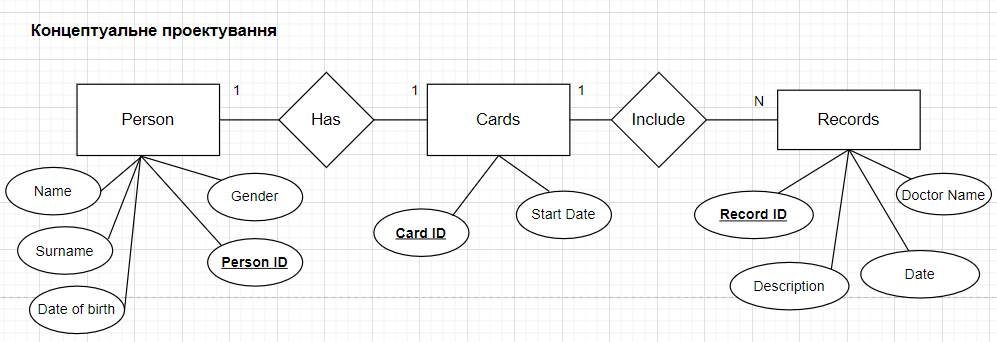 Концептуальне проектування
Person
1
Has
1
Cards
1
Include
N
Records
Name
Surname
Date of birth
Person ID
Gender
Card ID
Start Date
Record ID
Description
Date
Doctor Name